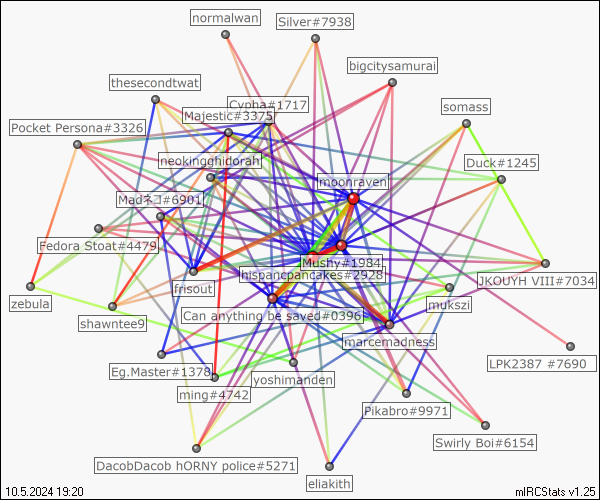 normalwan
Silver#7938
bigcitysamurai
thesecondtwat
Cypha#1717
somass
Majestic#3375
Pocket Persona#3326
neokingghidorah
Duck#1245
moonraven
Madネコ#6901
Fedora Stoat#4479
Mushy#1984
hispancpancakes#2928
JKOUYH VIII#7034
frisout
zebula
mukszi
Can anything be saved#0396
shawntee9
marcemadness
LPK2387 #7690
Eg.Master#1378
yoshimanden
ming#4742
Pikabro#9971
Swirly Boi#6154
DacobDacob hORNY police#5271
eliakith
10.5.2024 19:20
mIRCStats v1.25